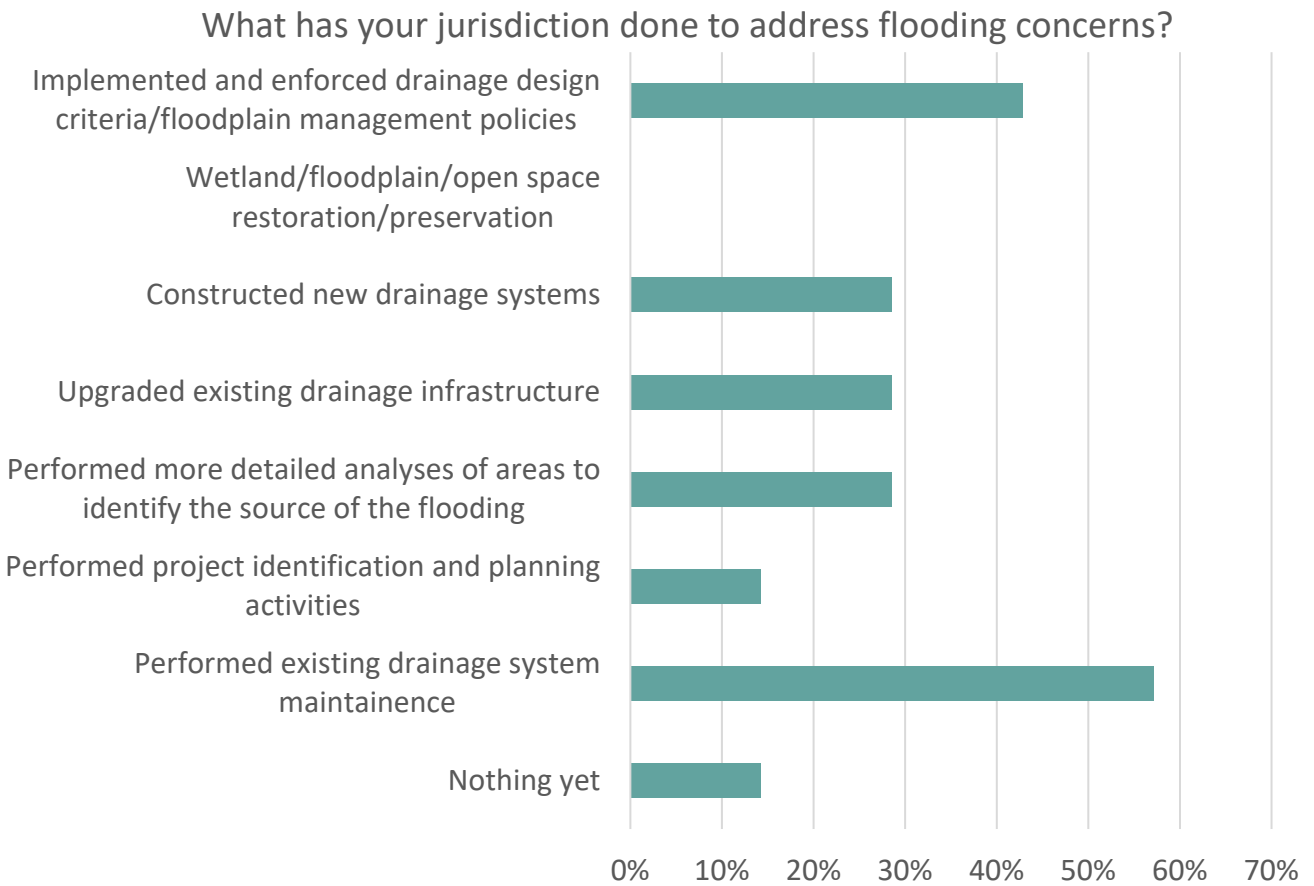 What has your jurisdiction done to address flooding concerns?
Implemented and enforced drainage design
criteria/floodplain management policies
Wetland/floodplain/open space
restoration/preservation
Constructed new drainage systems
Upgraded existing drainage infrastructure
Performed more detailed analyses of areas to
identify the source of the flooding
Performed project identification and planning
activities
Performed existing drainage system
maintainence
Nothing yet
0% 10% 20% 30% 40% 50% 60% 70%